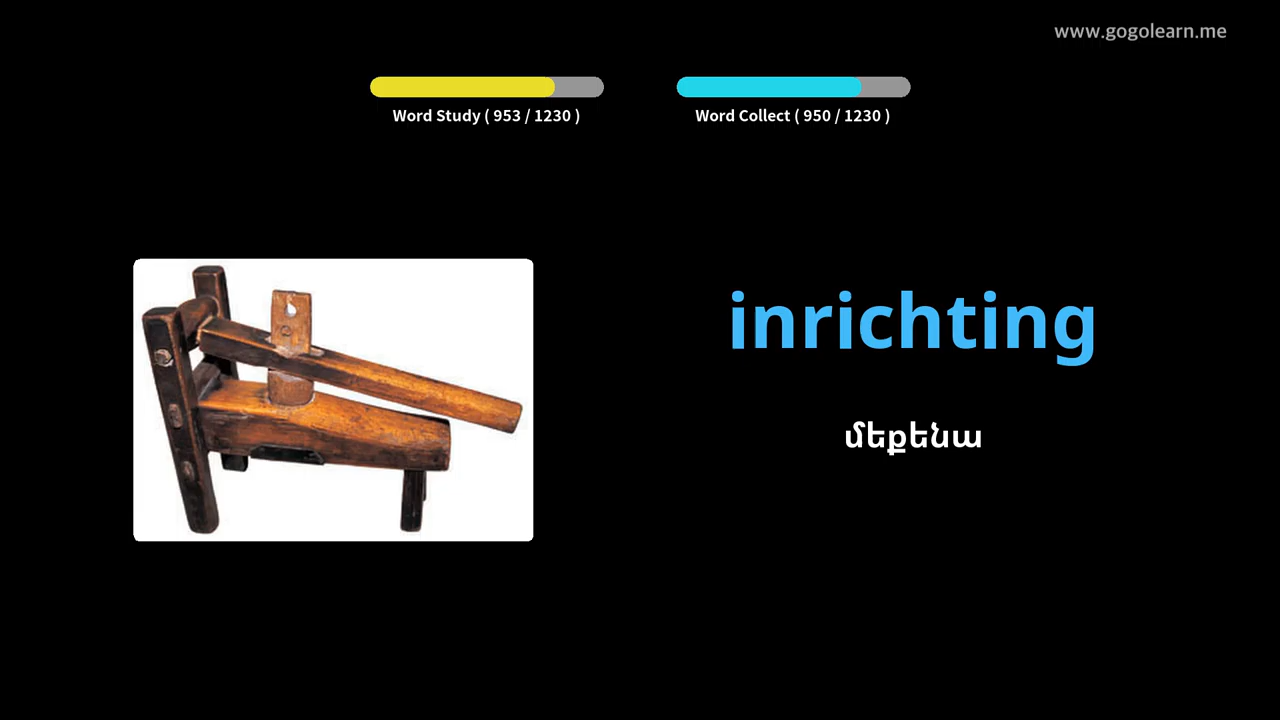 www.gogolearn.me
Word Study ( 953 / 1230 )
Word Collect ( 950 / 1230 )
inrichting
մեքենա